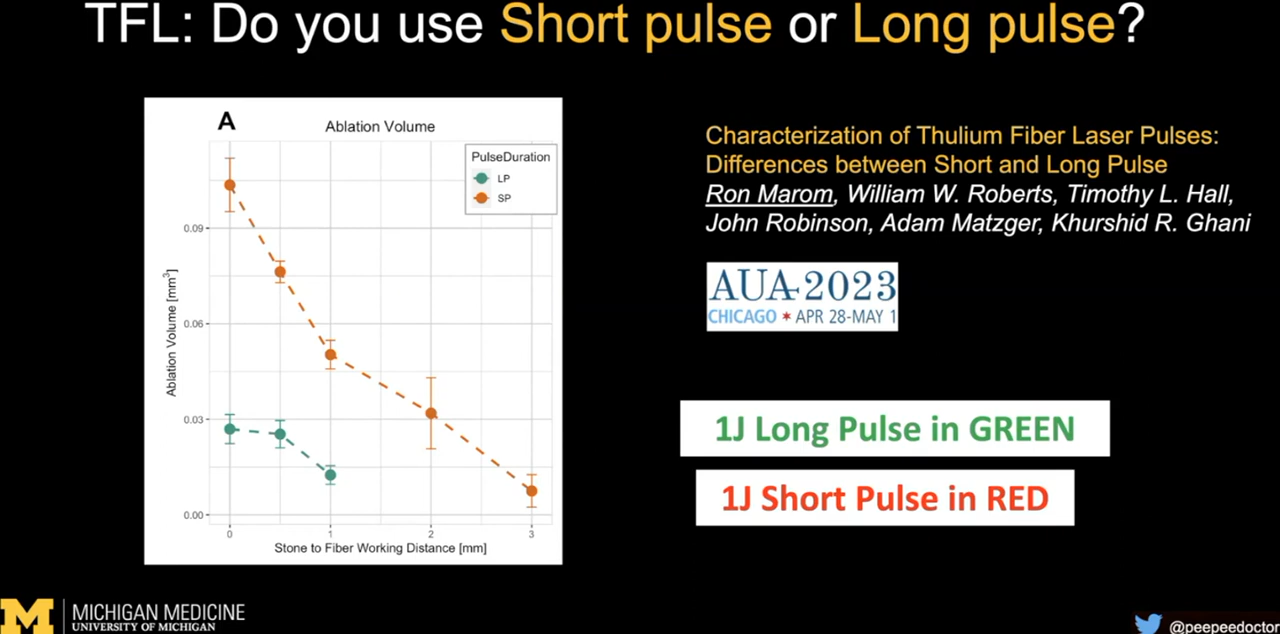 TFL: Do you use Short pulse or Long pulse?
A
Ablation Volume
PulseDuration
LP
SP
Ablation Volume [mm³]
0.09
0.06
0.03
0.00
0
1
2
3
Stone to Fiber Working Distance [mm]
Characterization of Thulium Fiber Laser Pulses:
Differences between Short and Long Pulse
Ron Marom, William W. Roberts, Timothy L. Hall,
John Robinson, Adam Matzger, Khurshid R. Ghani
AUA2023
CHICAGO ✶ APR 28-MAY 1
1J Long Pulse in GREEN
1J Short Pulse in RED
M
MICHIGAN MEDICINE
UNIVERSITY OF MICHIGAN
@peepeedoctor